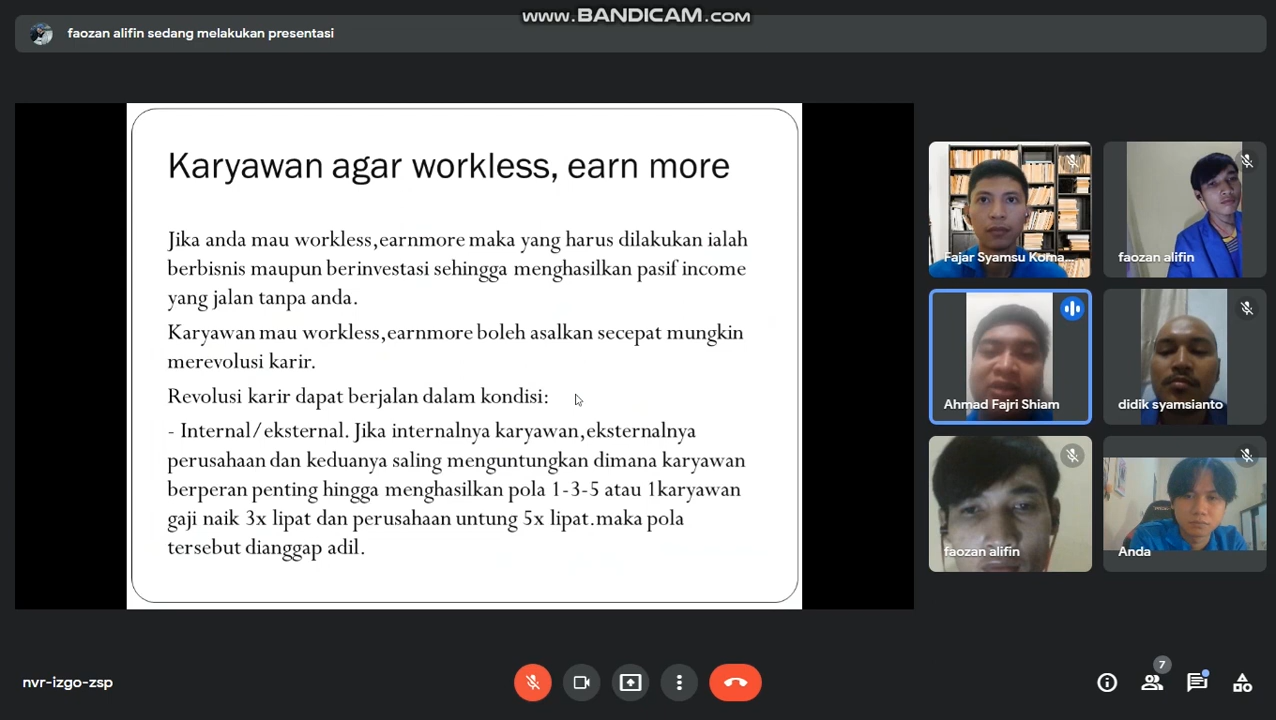 www.BANDICAM.com
faozan alifin sedang melakukan presentasi
Karyawan agar workless, earn more
Jika anda mau workless,earnmore maka yang harus dilakukan ialah
berbisnis maupun berinvestasi sehingga menghasilkan pasif income
yang jalan tanpa anda.
Karyawan mau workless,earnmore boleh asalkan secepat mungkin
merevolusi karir.
Revolusi karir dapat berjalan dalam kondisi:
- Internal/eksternal. Jika internalnya karyawan,eksternalnya
perusahaan dan keduanya saling menguntungkan dimana karyawan
berperan penting hingga menghasilkan pola 1-3-5 atau 1karyawan
gaji naik 3x lipat dan perusahaan untung 5x lipat.maka pola
tersebut dianggap adil.
Fajar Syamsu Koma...
faozan alifin
Ahmad Fajri Shiam
didik syamsianto
faozan alifin
Anda
nvr-izgo-zsp
7